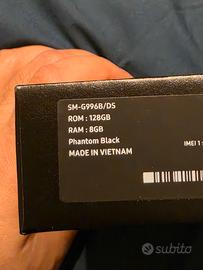 SM-G996B/DS
ROM : 128GB
RAM : 8GB
Phantom Black
MADE IN VIETNAM
IMEI 1 :
subito